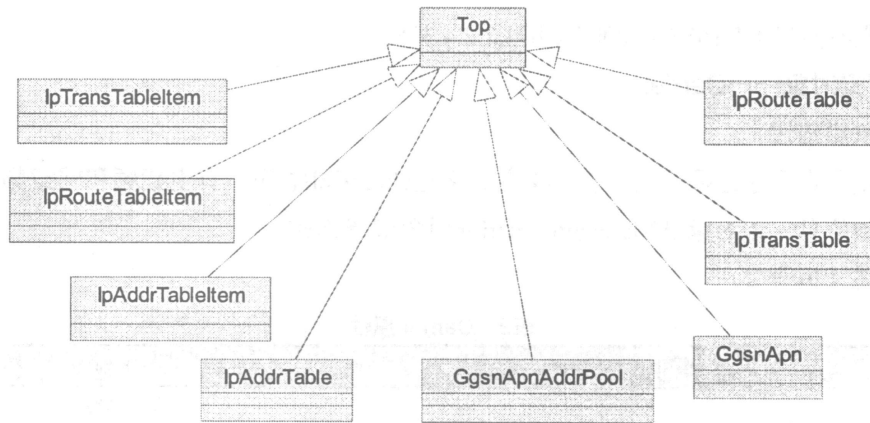 Top
IpTransTableItem
IpRouteTable
IpRouteTableItem
IpTransTable
IpAddrTableItem
GgsnApn
IpAddrTable
GgsnApnAddrPool